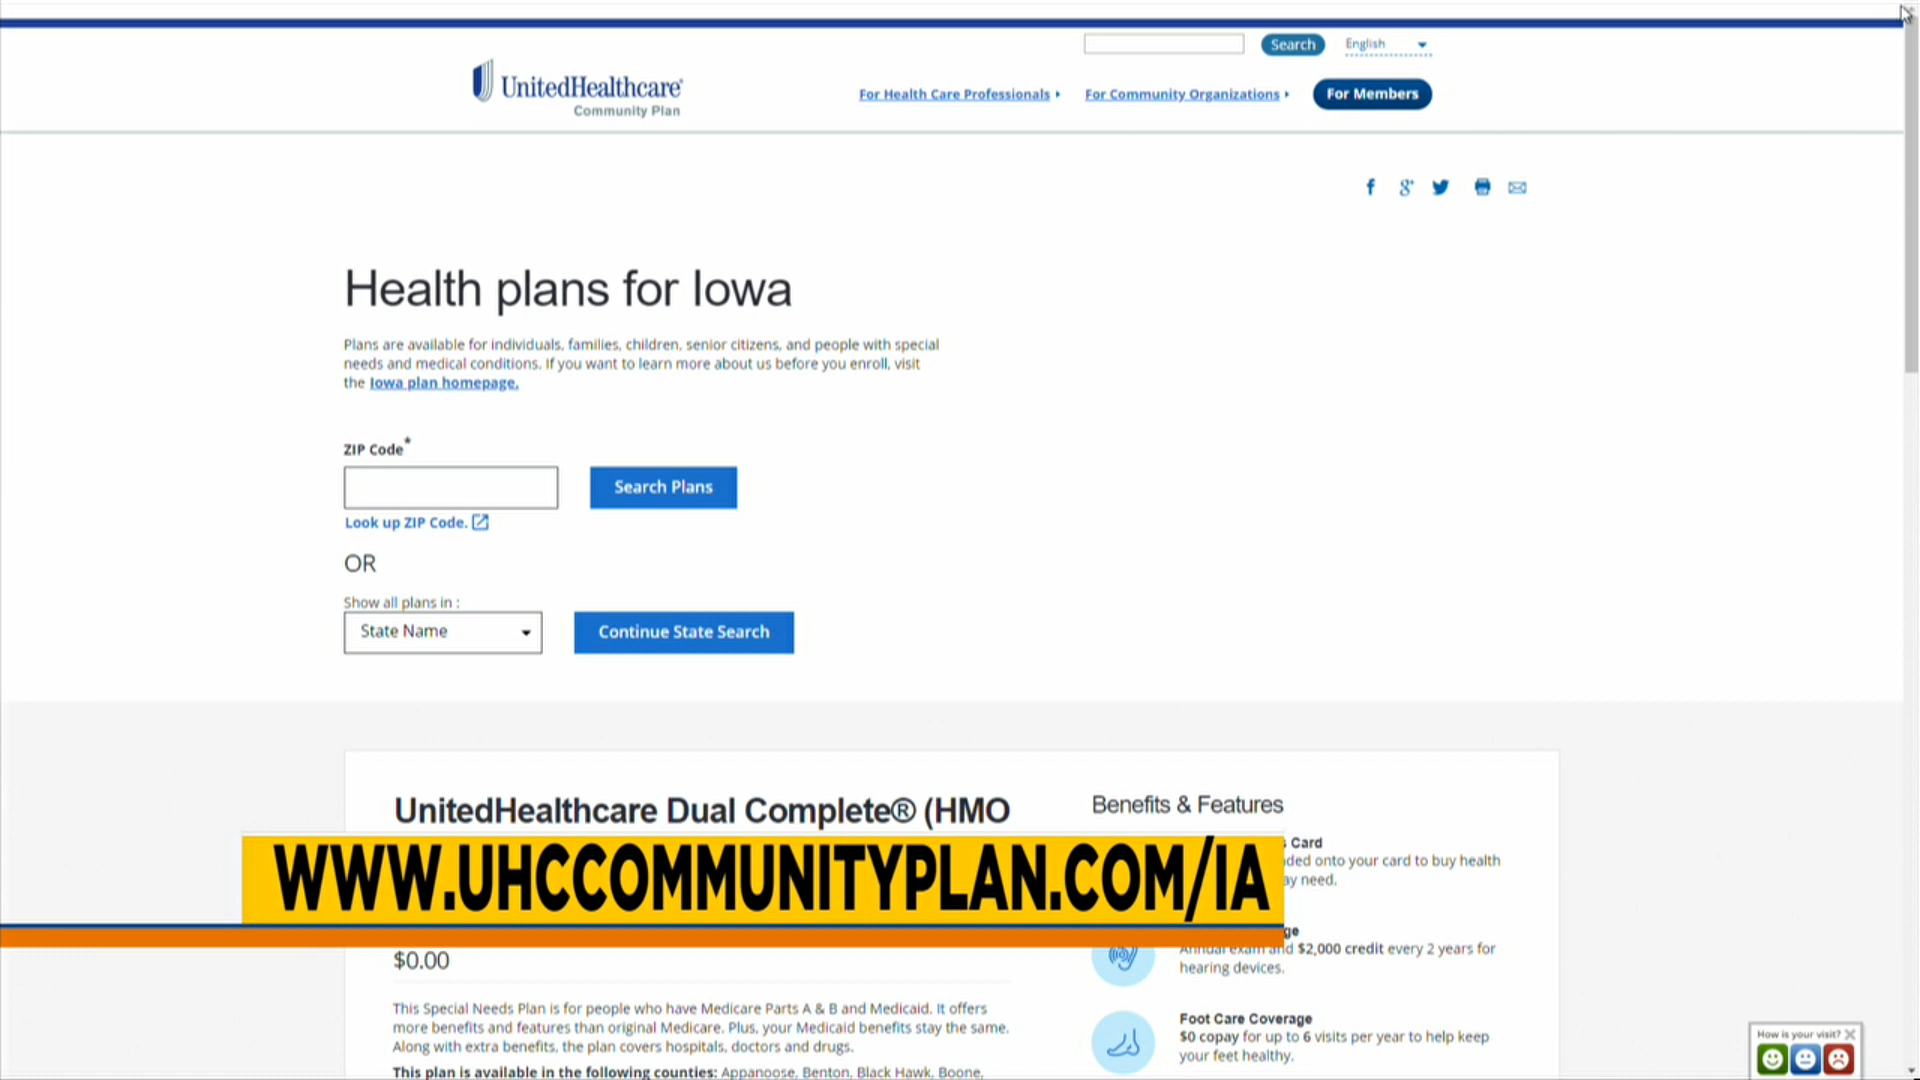 Search
English
UnitedHealthcare
Community Plan
For Health Care Professionals
For Community Organizations
For Members
Health plans for Iowa
Plans are available for individuals, families, children, senior citizens, and people with special
needs and medical conditions. If you want to learn more about us before you enroll, visit
the Iowa plan homepage.
ZIP Code*
Search Plans
Look up ZIP Code.
OR
Show all plans in :
State Name
Continue State Search
UnitedHealthcare Dual Complete® (HMO
WWW.UHCCOMMUNITYPLAN.COM/IA
$0.00
This Special Needs Plan is for people who have Medicare Parts A & B and Medicaid. It offers
more benefits and features than original Medicare. Plus, your Medicaid benefits stay the same.
Along with extra benefits, the plan covers hospitals, doctors and drugs.
This plan is available in the following counties: Appanoose, Benton, Black Hawk, Boone,
Benefits & Features
Card
onto your card to buy health
need.
Annual exam and $2,000 credit every 2 years for
hearing devices.
Foot Care Coverage
$0 copay for up to 6 visits per year to help keep
your feet healthy.
How is your visit?